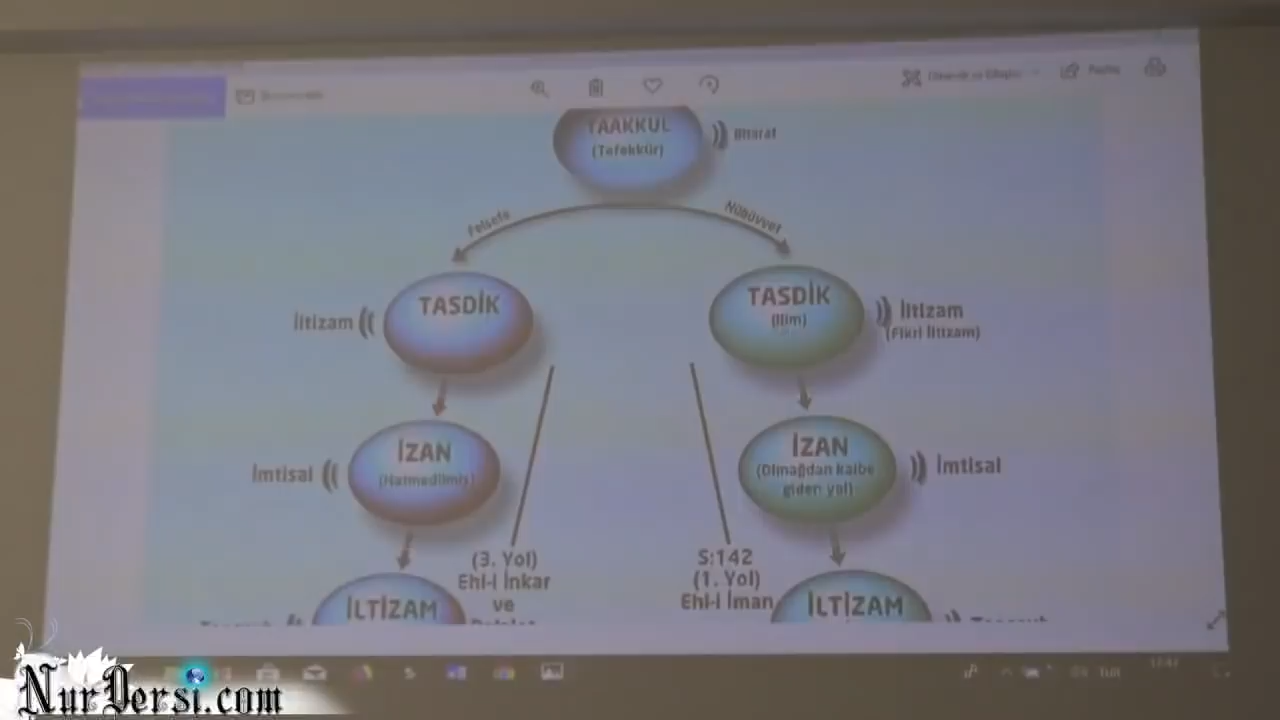 TAAKKUL
(Tefekkür)
Felsefe
Nübüvvet
TASDİK
İltizam
TASDİK
(İlim)
İltizam
(Fikri İltizam)
İZAN
İmtisal
İZAN
(Dimağdan kalbe
giden yol)
İmtisal
(3. Yol)
Ehl-i İnkar
ve
S:142
(1. Yol)
Ehl-i İman
İLTİZAM
İLTİZAM
NurDersi.com